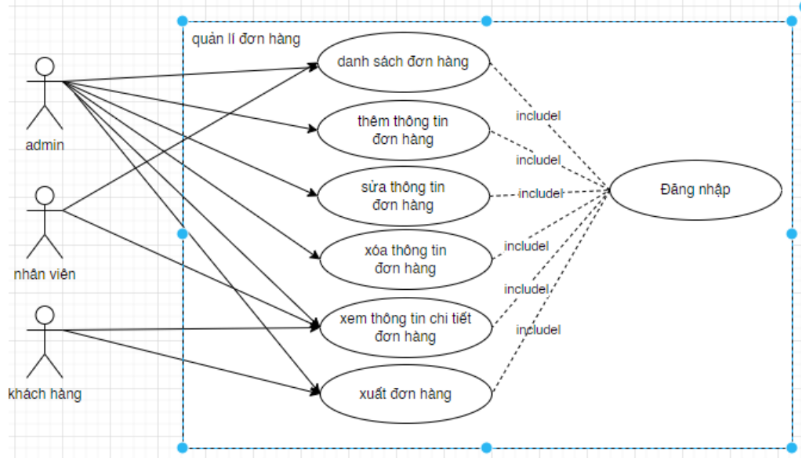 quản lí đơn hàng
danh sách đơn hàng
thêm thông tin
đơn hàng
sửa thông tin
đơn hàng
xóa thông tin
đơn hàng
xem thông tin chi tiết
đơn hàng
xuất đơn hàng
admin
nhân viên
khách hàng
includel
includel
includel
includel
includel
includel
Đăng nhập